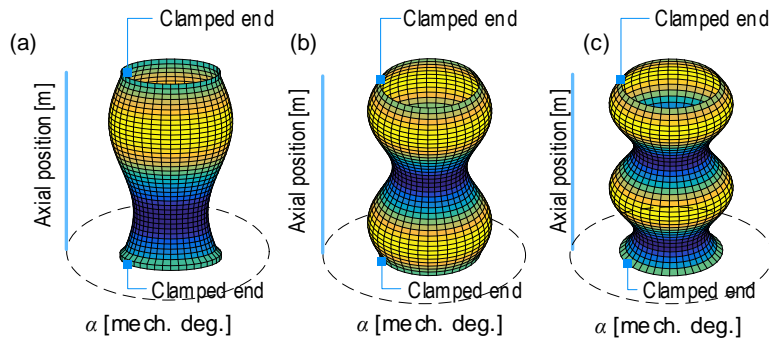 Clamped end
Clamped end
Clamped end
(a)
(b)
(c)
Axial position [m]
Axial position [m]
Axial position [m]
Clamped end
Clamped end
Clamped end
α [mech. deg.]
α [mech. deg.]
α [mech. deg.]